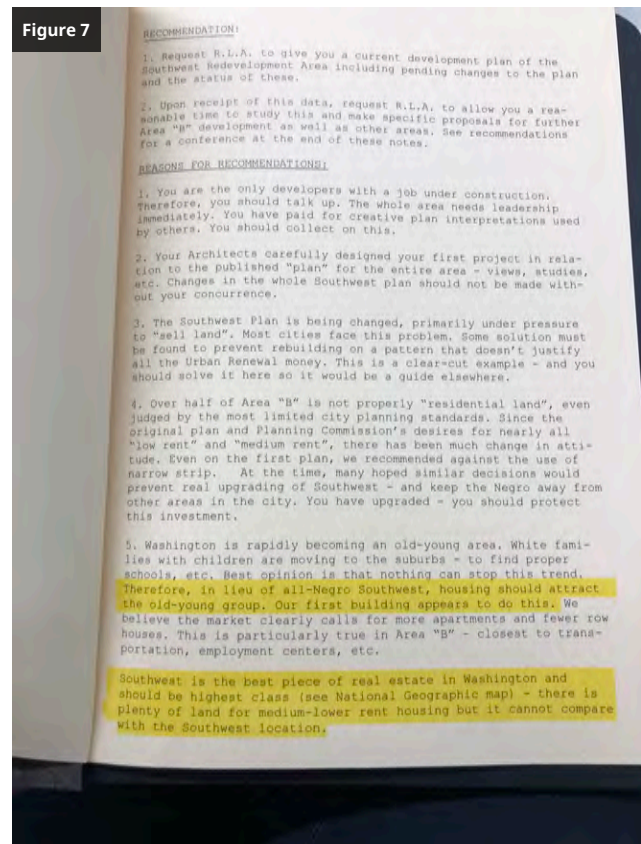 Figure 7
RECOMMENDATION:
1. Request R.L.A. to give you a current development plan of the
Southwest Redevelopment Area including pending changes to the plan
and the status of these.
2. Upon receipt of this data, request R.L.A. to allow you a rea-
sonable time to study this and make specific proposals for further
Area "B" development as well as other areas. See recommendations
for a conference at the end of these notes.
REASONS FOR RECOMMENDATIONS:
1. You are the only developers with a job under construction.
Therefore, you should talk up. The whole area needs leadership
immediately. You have paid for creative plan interpretations used
by others. You should collect on this.
2. Your Architects carefully designed your first project in rela-
tion to the published "plan" for the entire area - views, studies,
etc. Changes in the whole Southwest plan should not be made with-
out your concurrence.
3. The Southwest Plan is being changed, primarily under pressure
to "sell land". Most cities face this problem. Some solution must
be found to prevent rebuilding on a pattern that doesn't justify
all the Urban Renewal money. This is a clear-cut example - and you
should solve it here so it would be a guide elsewhere.
4. Over half of Area "B" is not properly "residential land", even
judged by the most limited city planning standards. Since the
original plan and Planning Commission's desires for nearly all
"low rent" and "medium rent", there has been much change in atti-
tude. Even on the first plan, we recommended against the use of
narrow strip. At the time, many hoped similar decisions would
prevent real upgrading of Southwest - and keep the Negro away from
other areas in the city. You have upgraded - you should protect
this investment.
5. Washington is rapidly becoming an old-young area. White fami-
lies with children are moving to the suburbs - to find proper
schools, etc. Best opinion is that nothing can stop this trend.
Therefore, in lieu of all-Negro Southwest, housing should attract
the old-young group. Our first building appears to do this. We
believe the market clearly calls for more apartments and fewer row
houses. This is particularly true in Area "B" - closest to trans-
portation, employment centers, etc.
Southwest is the best piece of real estate in Washington and
should be highest class (see National Geographic map) - there is
plenty of land for medium-lower rent housing but it cannot compare
with the Southwest location.